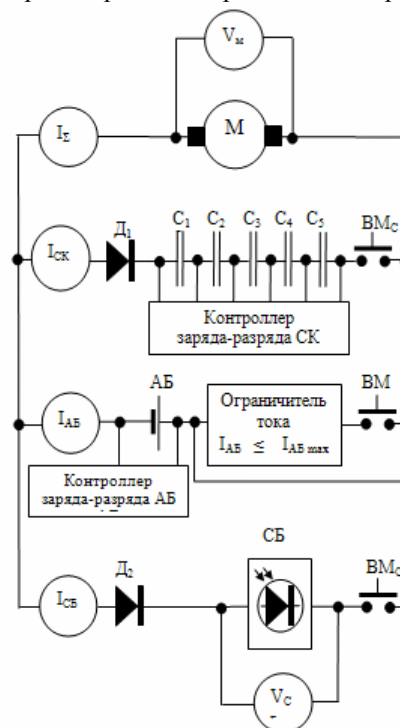 Vм
М
IΣ
С1 С2 С3 С4 С5
Д1
ВМС
IСК
Контроллер
заряда-разряда СК
АБ
Ограничитель
тока
IАБ ≤ IАБ max
ВМ
IАБ
Контроллер
заряда-разряда АБ
СБ
Д2
ВМС
IСБ
VС